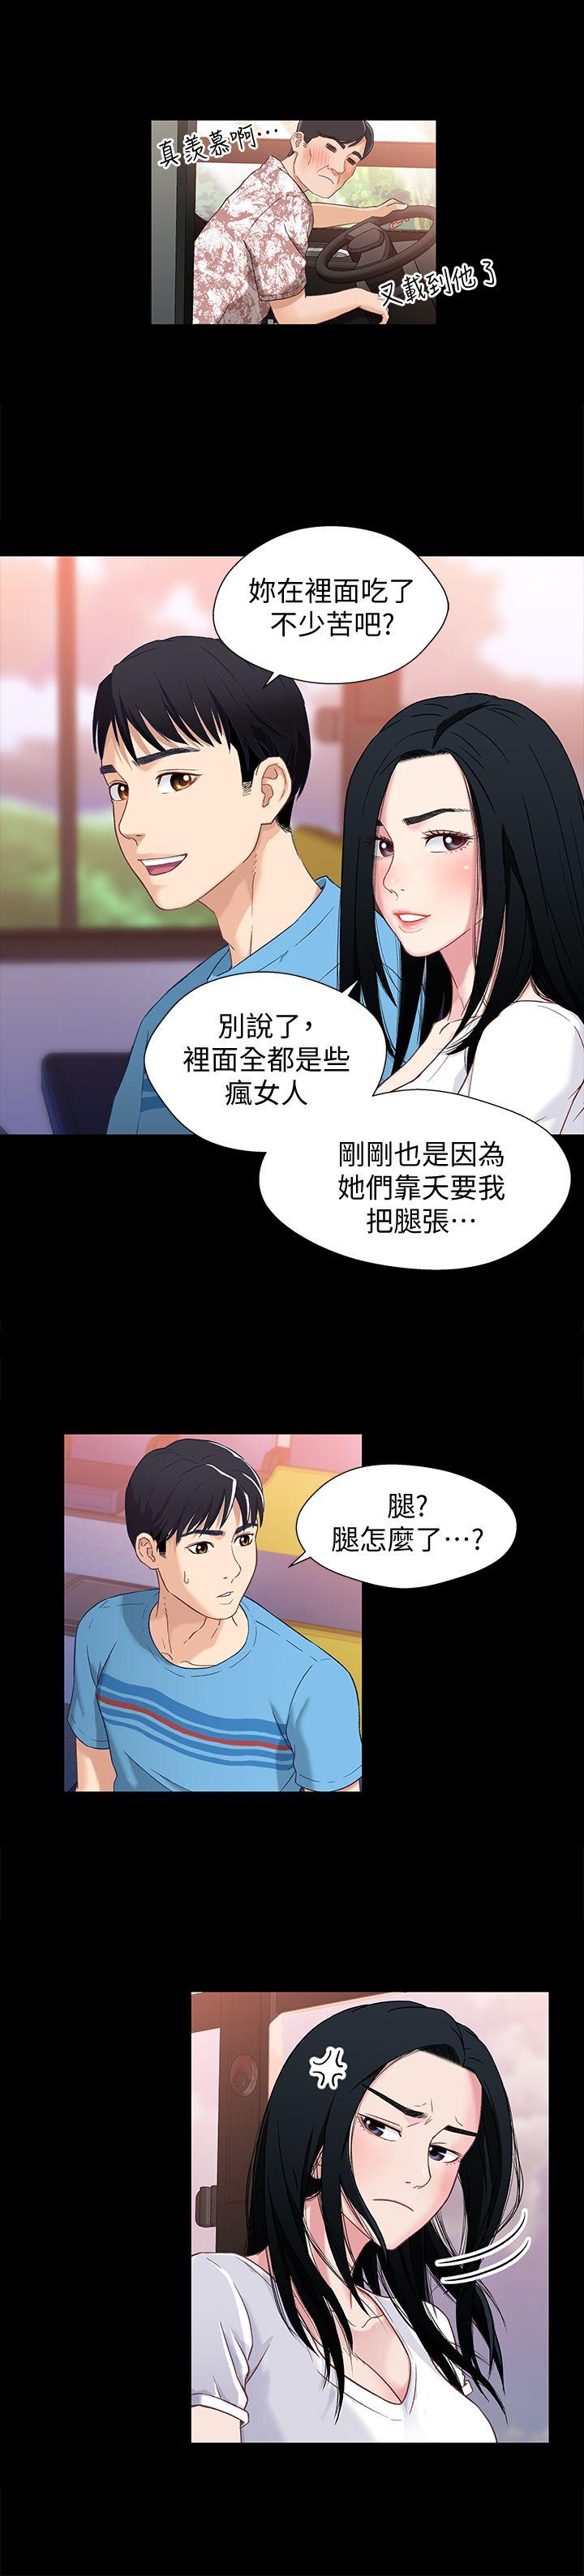 真羨慕啊…
又載到他了
妳在裡面吃了
不少苦吧?
別說了,
裡面全都是些
瘋女人
剛剛也是因為
她們靠夭要我
把腿張…
腿?
腿怎麼了…?